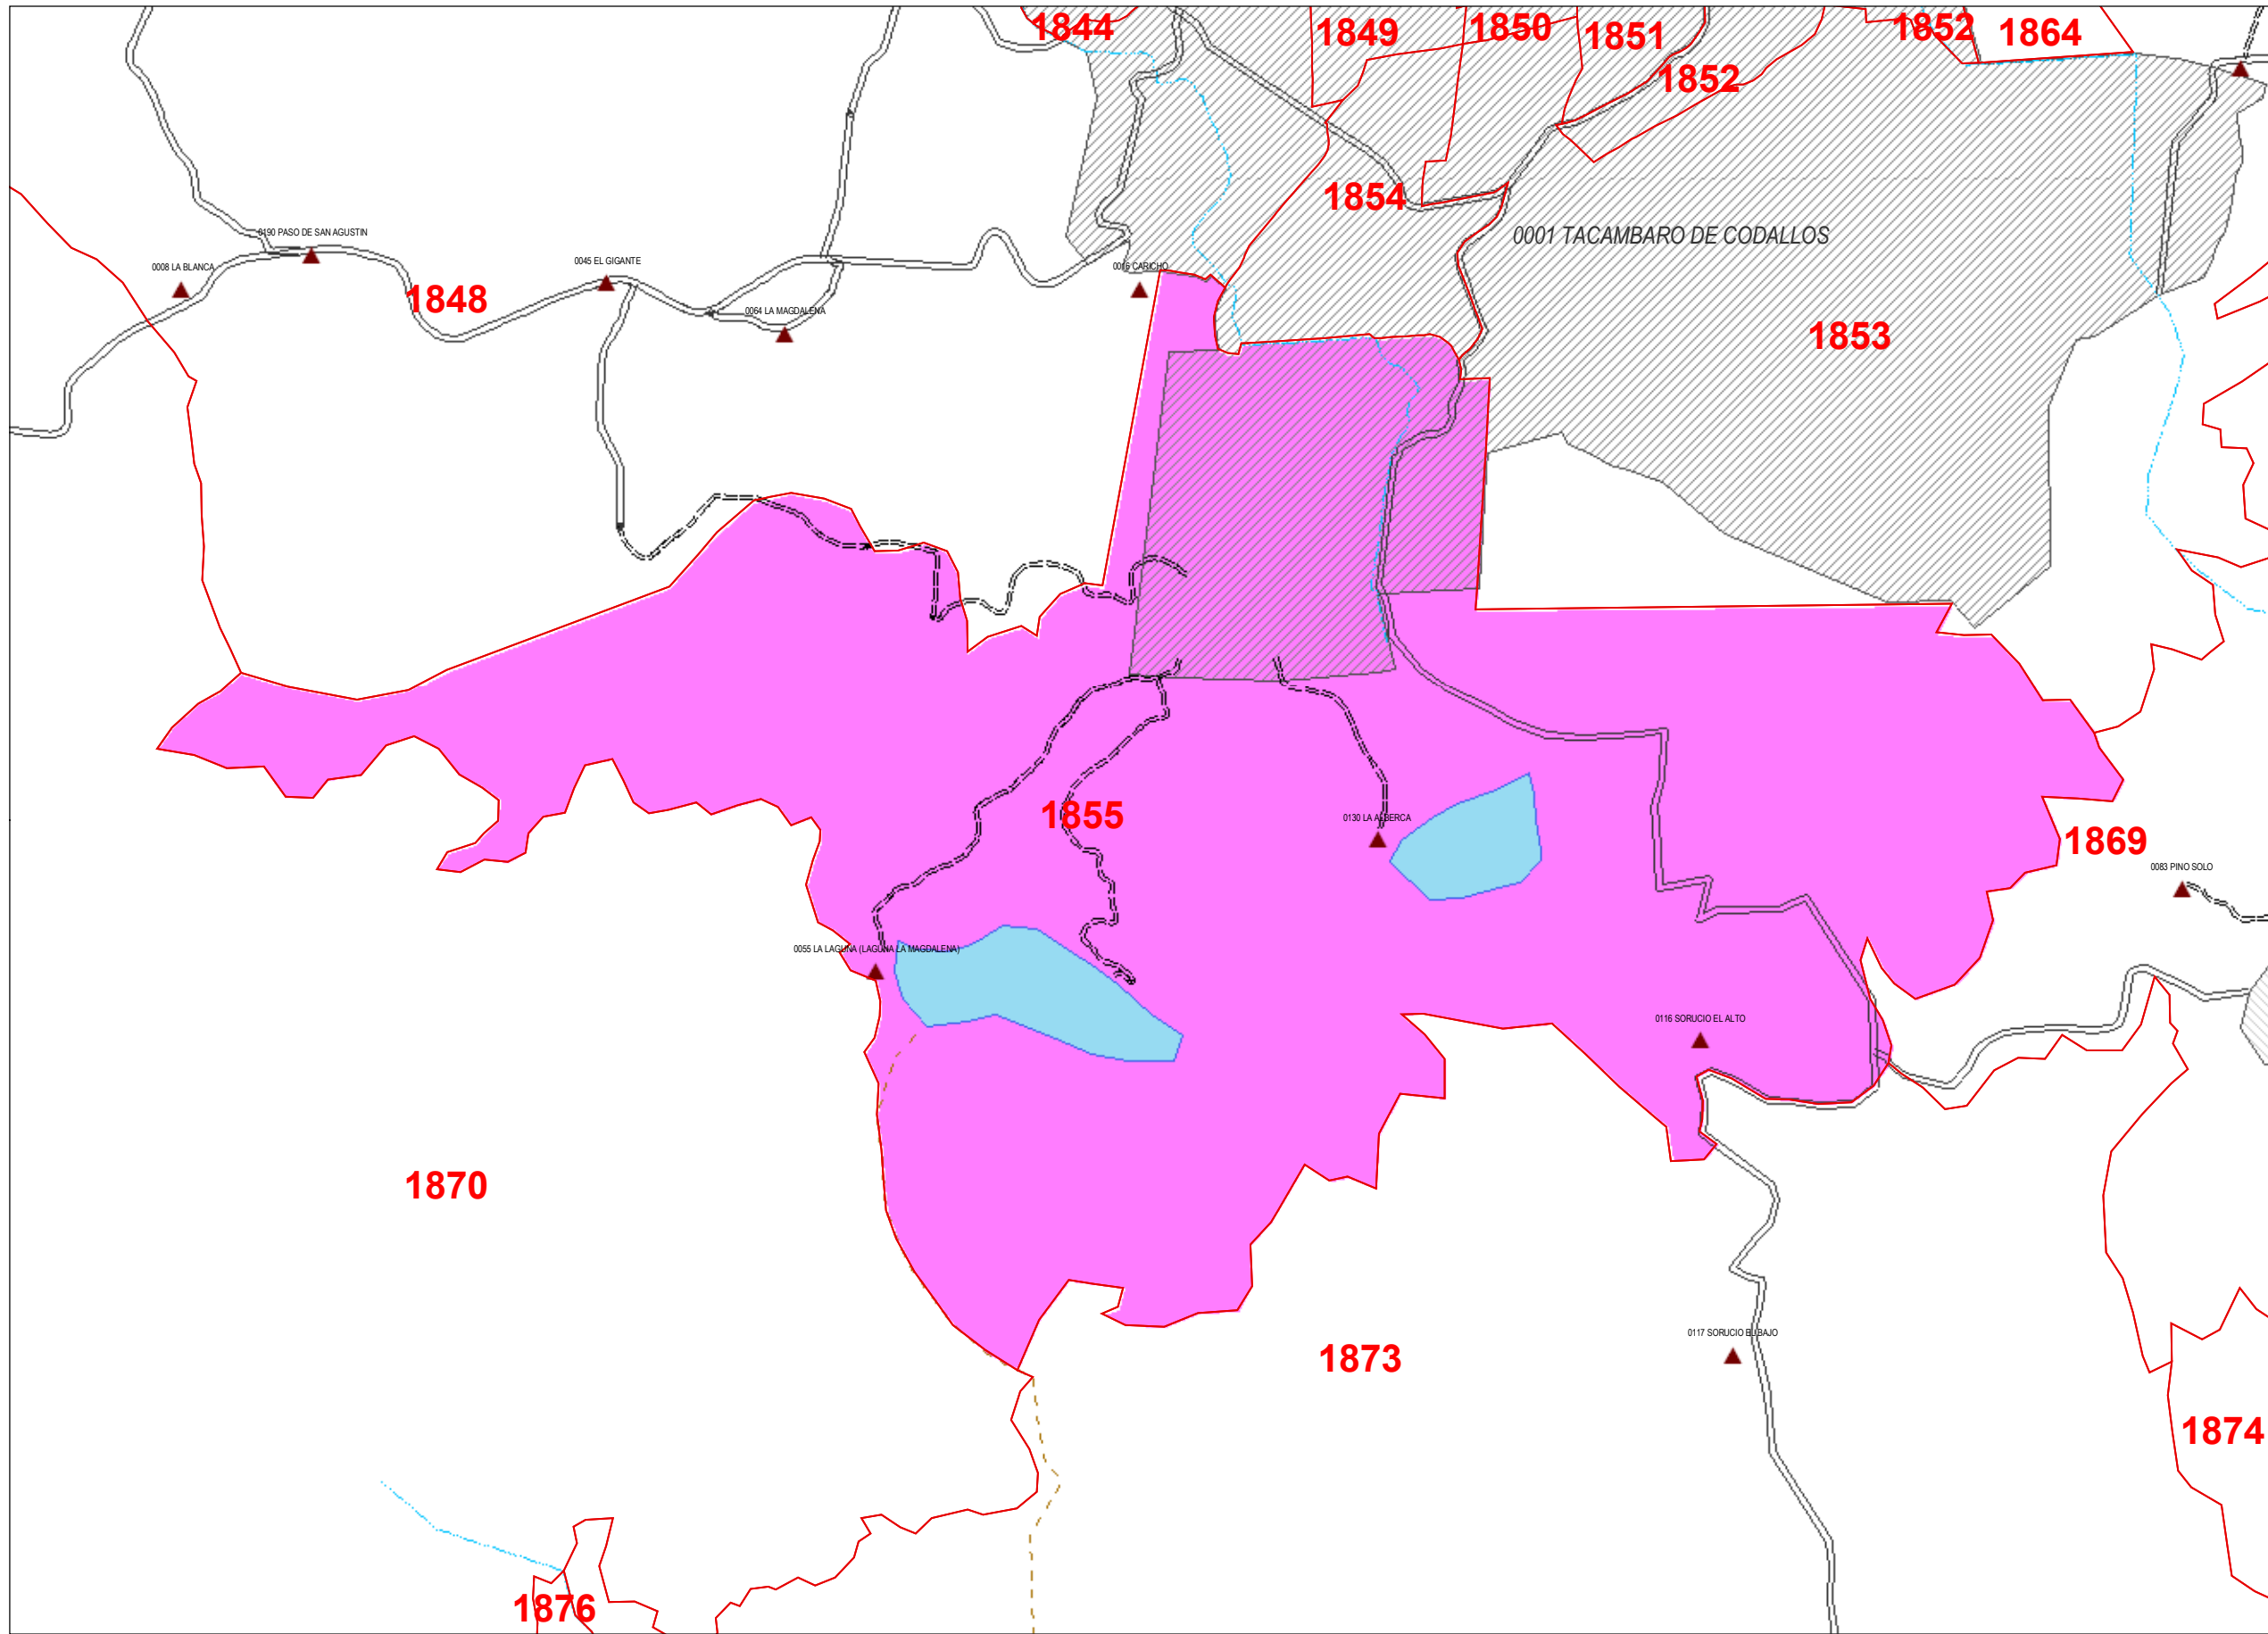 1844
1849
1850
1851
1852
1864
1852
1854
0001 TACAMBARO DE CODALLOS
0190 PASO DE SAN AGUSTIN
0008 LA BLANCA
0045 EL GIGANTE
0016 CARICHO
1848
0064 LA MAGDALENA
1853
1855
0130 LA ALBERCA
1869
0083 PINO SOLO
0055 LA LAGUNA (LAGUNA LA MAGDALENA)
0116 SORUCIO EL ALTO
1870
0117 SORUCIO EL BAJO
1873
1874
1876